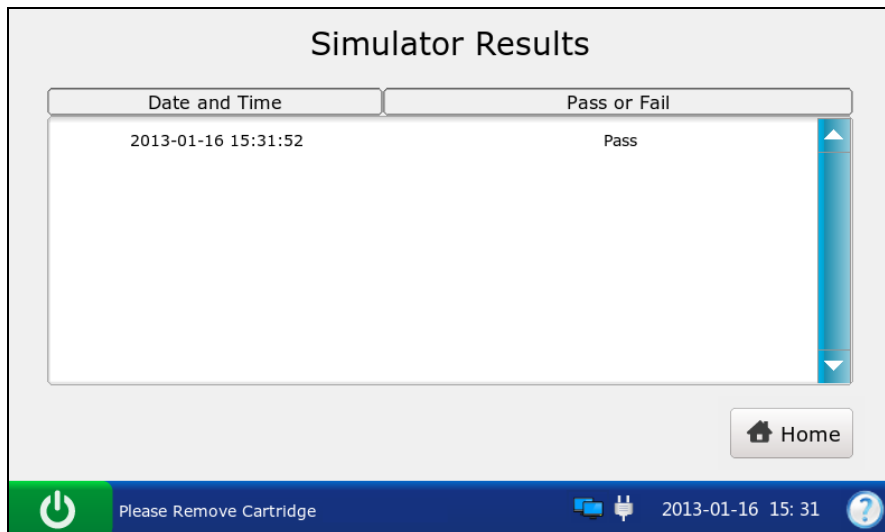 Simulator Results
Date and Time Pass or Fail
2013-01-16 15:31:52 Pass
Home
Please Remove Cartridge 2013-01-16 15: 31 ?